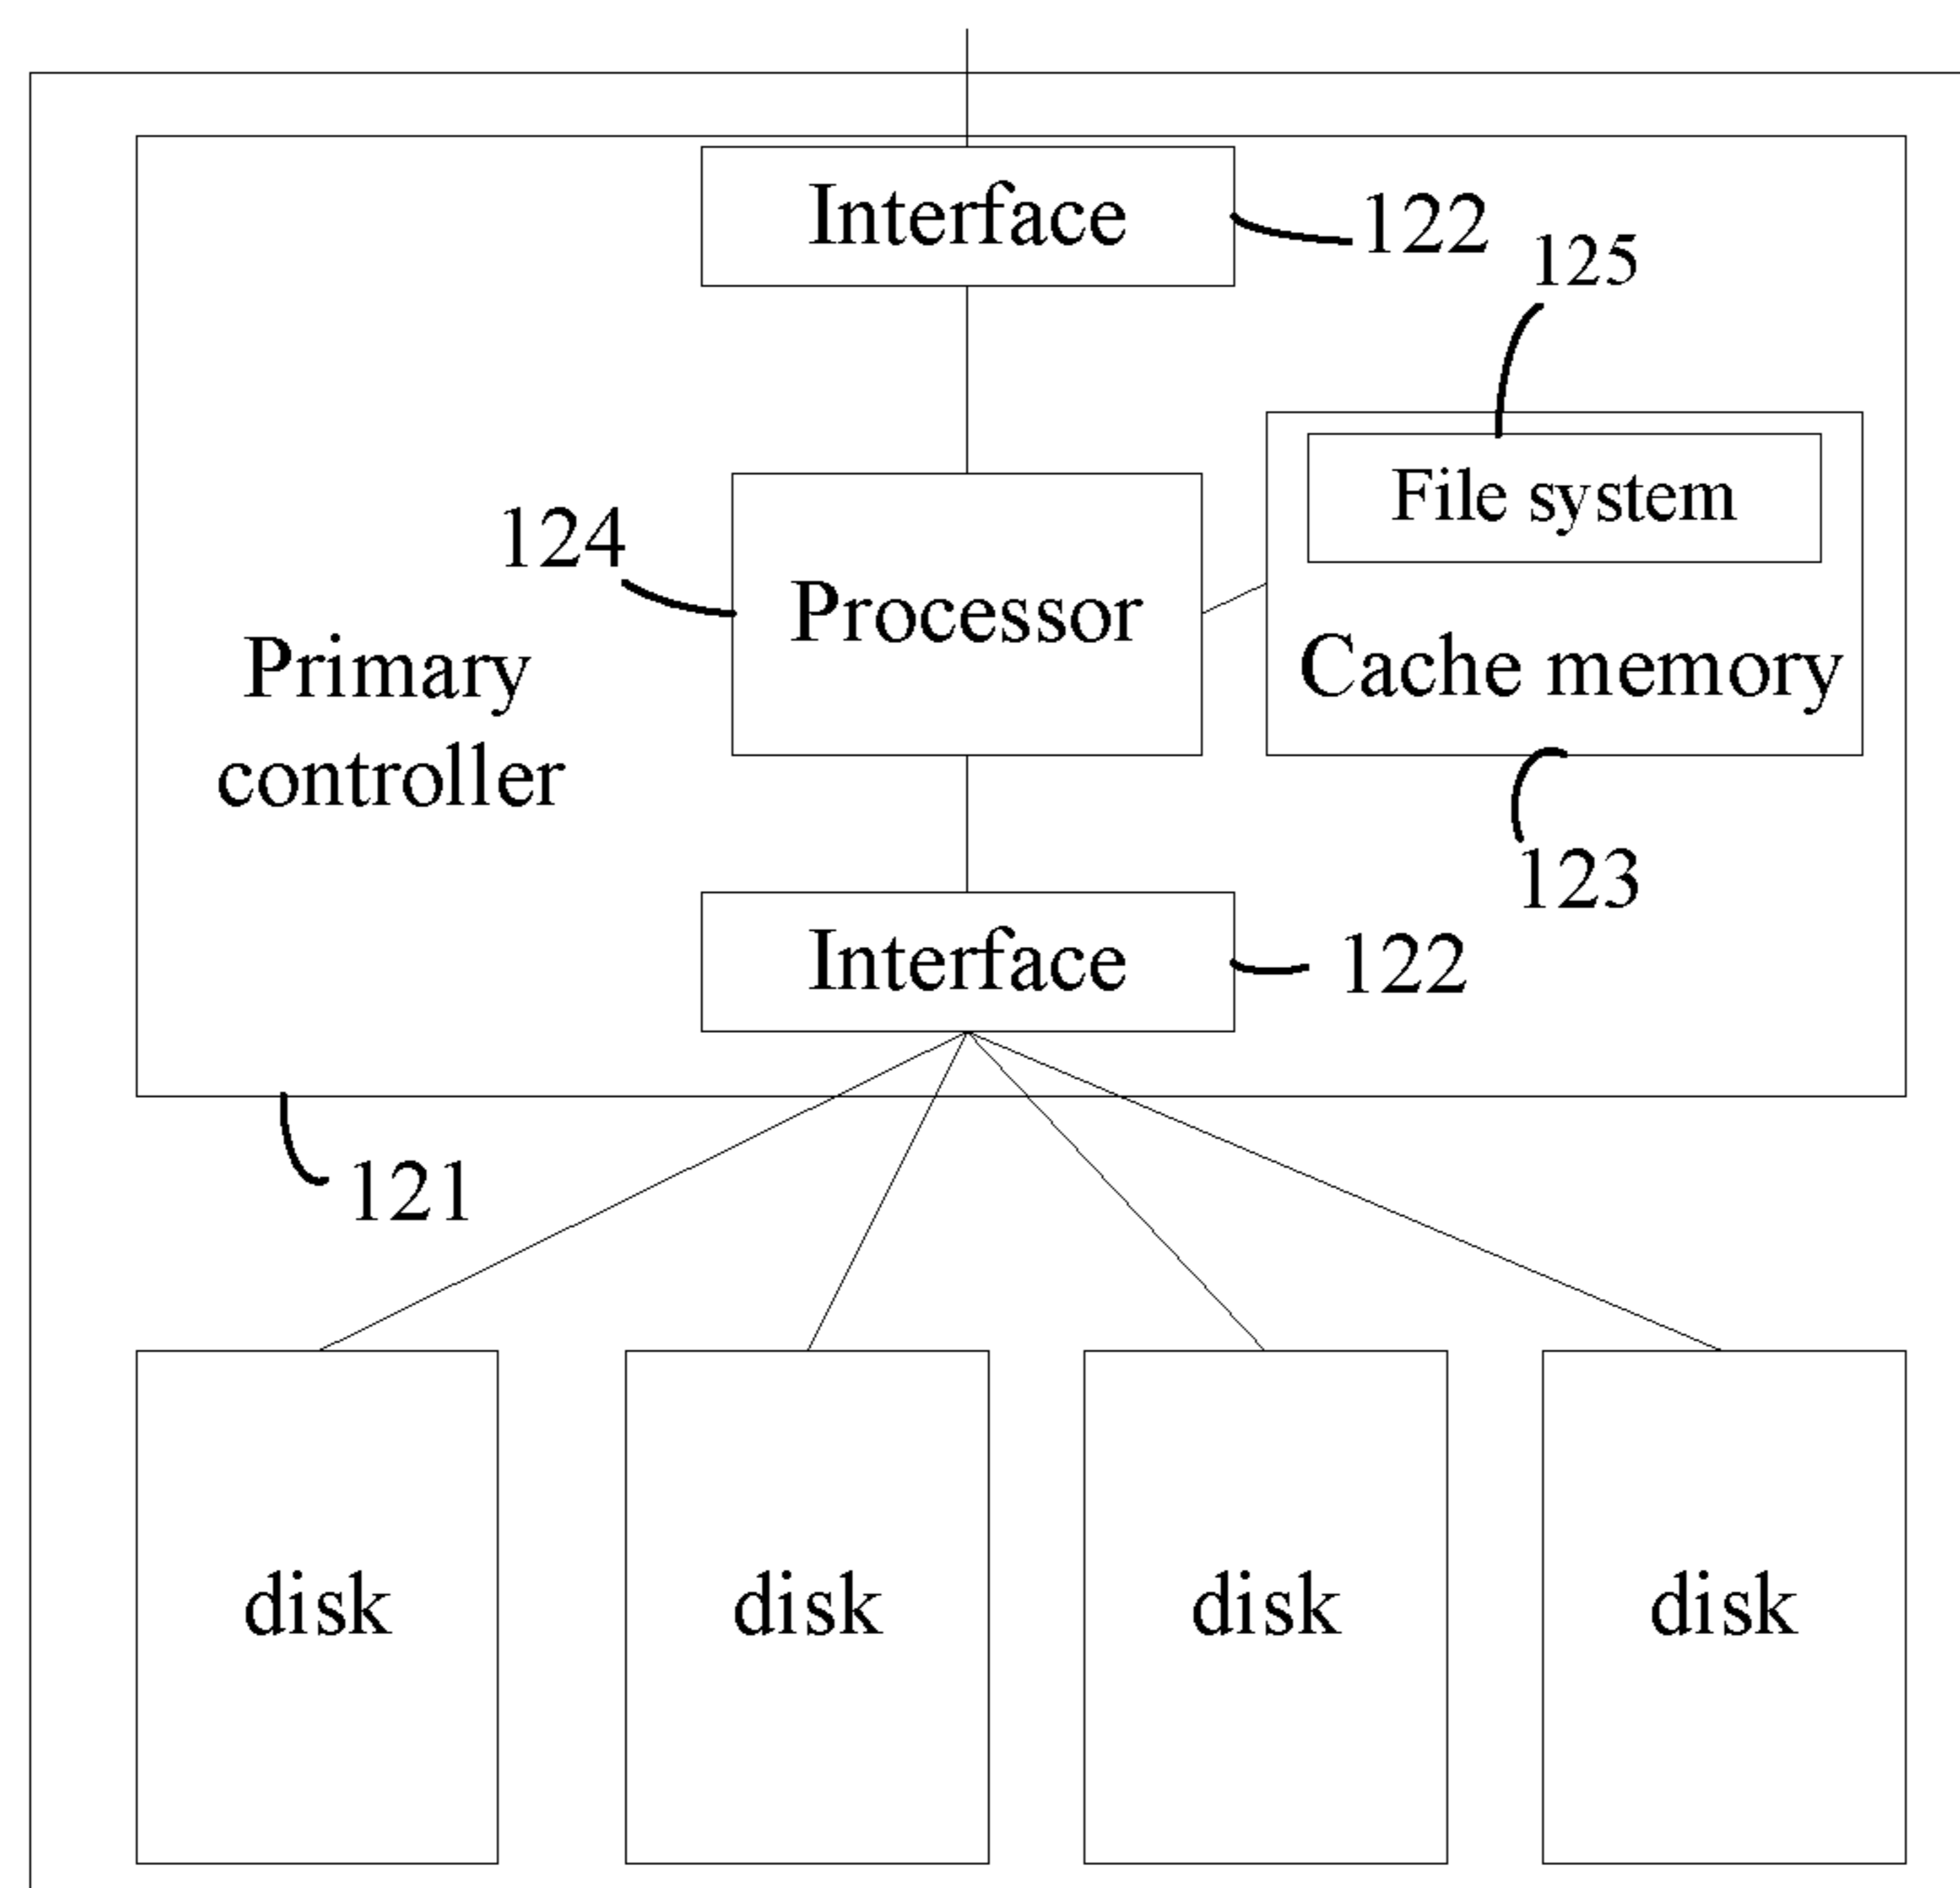 Interface
122
125
File system
124
Processor
Primary
controller
Cache memory
123
Interface
122
121
disk
disk
disk
disk